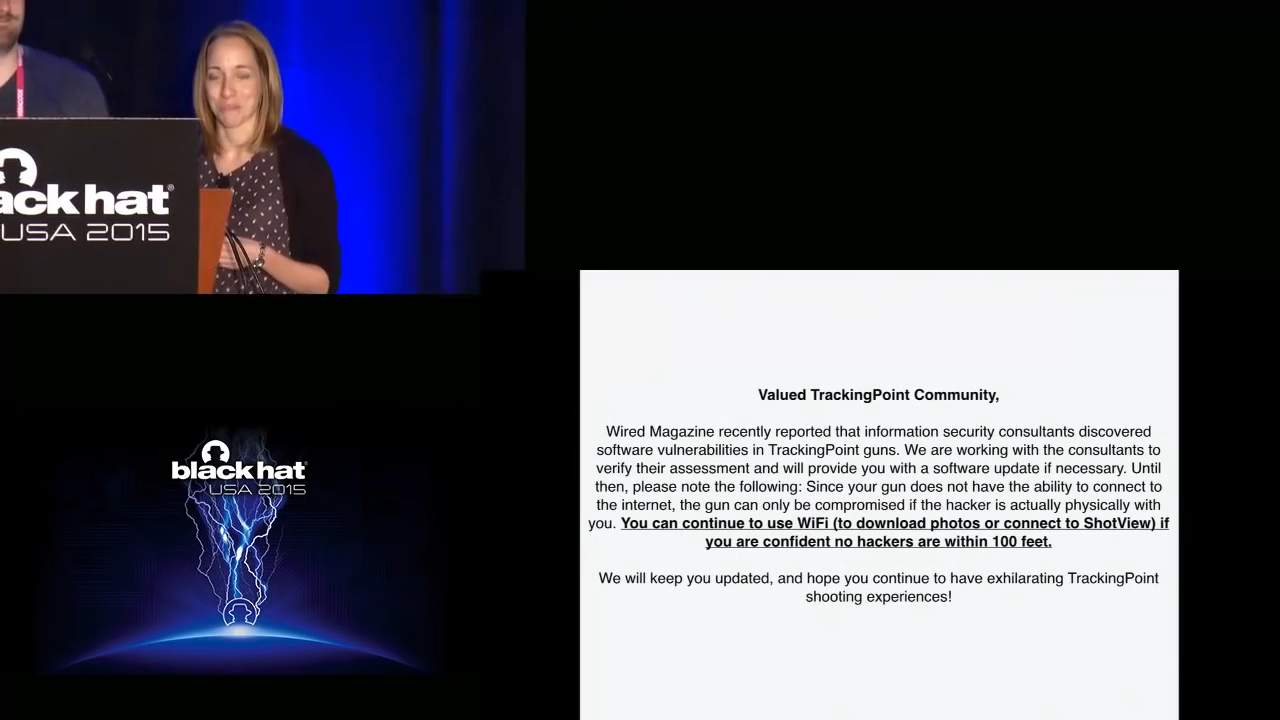 ack hat
USA 2015
Valued TrackingPoint Community,
Wired Magazine recently reported that information security consultants discovered
software vulnerabilities in TrackingPoint guns. We are working with the consultants to
verify their assessment and will provide you with a software update if necessary. Until
then, please note the following: Since your gun does not have the ability to connect to
the internet, the gun can only be compromised if the hacker is actually physically with
you. You can continue to use WiFi (to download photos or connect to ShotView) if
you are confident no hackers are within 100 feet.
We will keep you updated, and hope you continue to have exhilarating TrackingPoint
shooting experiences!
black hat
USA 2015